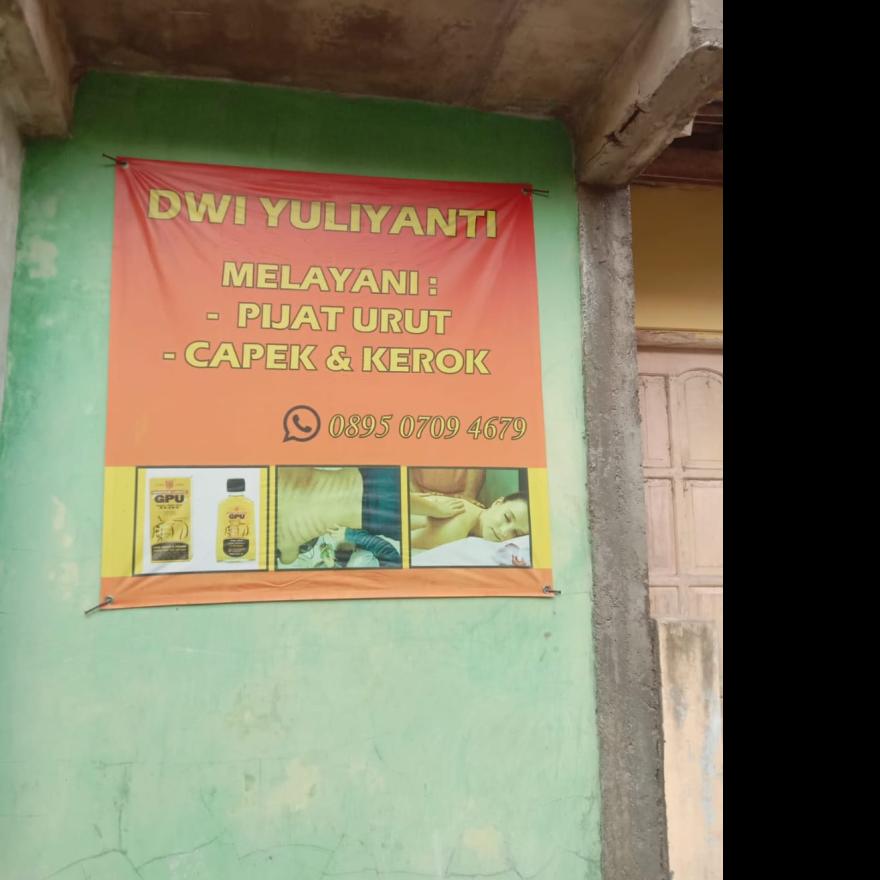 DWI YULIYANTI
MELAYANI :
- PIJAT URUT
- CAPEK & KEROK
0895 0709 4679
GPU
GPU